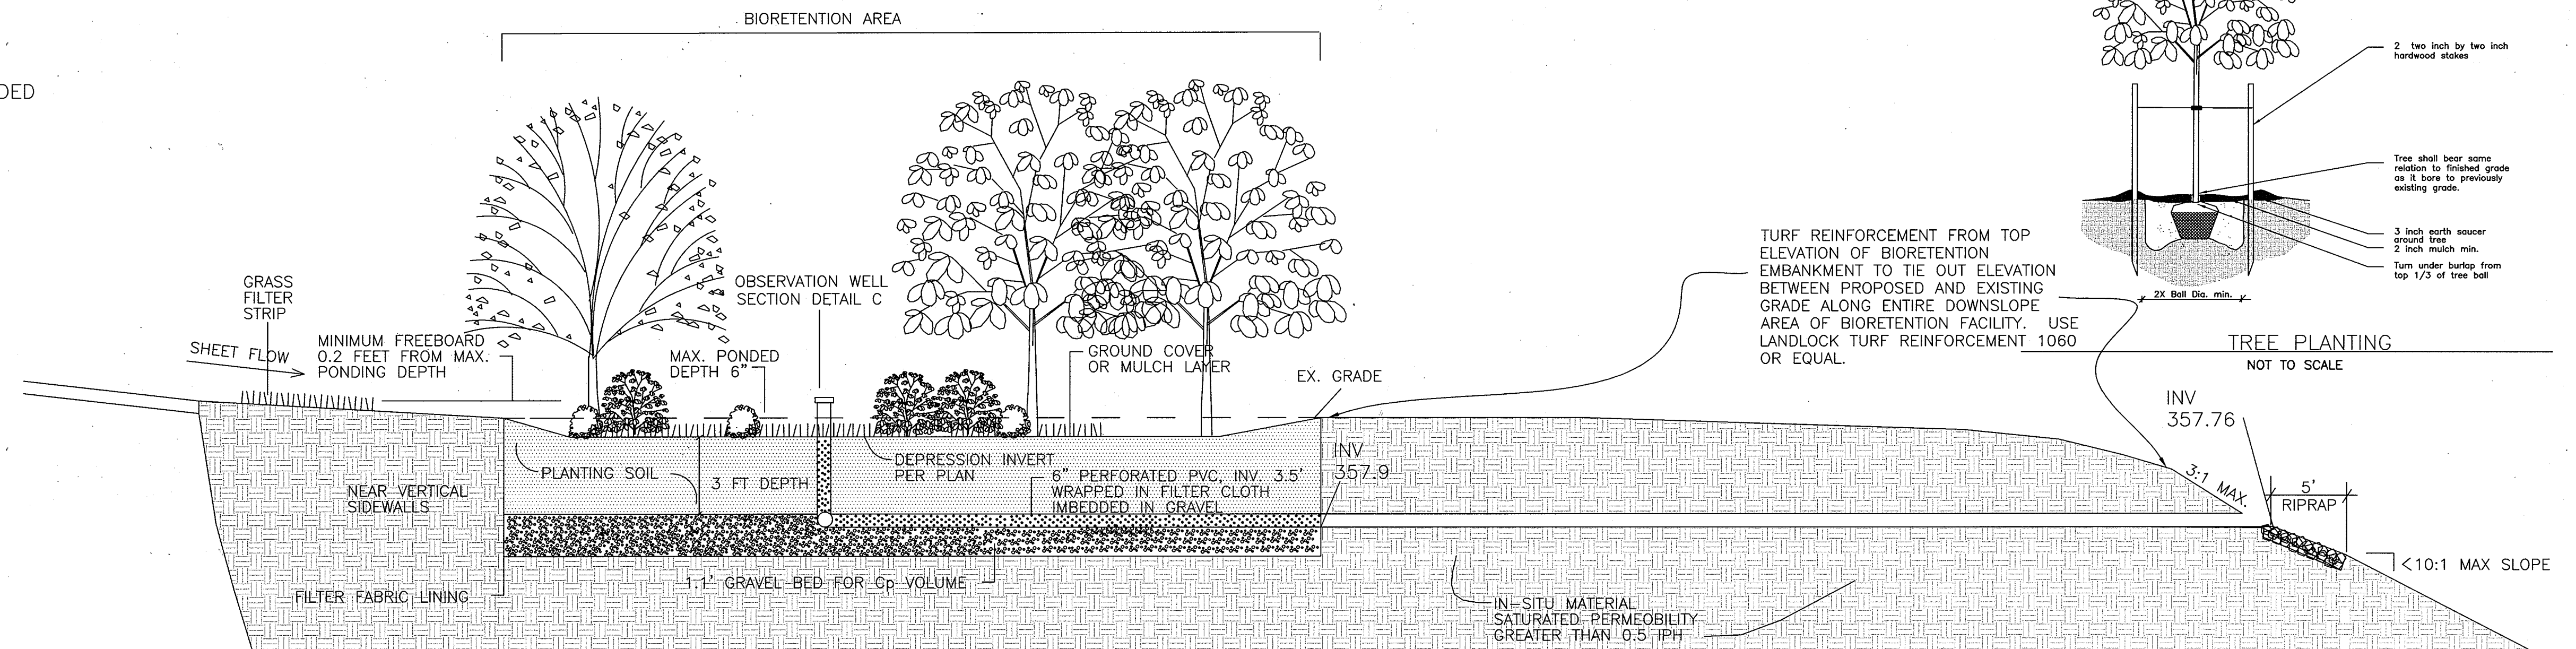 BIORETENTION AREA
DED
GRASS
FILTER
STRIP
SHEET FLOW
MINIMUM FREEBOARD
0.2 FEET FROM MAX.
PONDING DEPTH
MAX. PONDED
DEPTH 6"
OBSERVATION WELL
SECTION DETAIL C
GROUND COVER
OR MULCH LAYER
EX. GRADE
PLANTING SOIL
3 FT DEPTH
DEPRESSION INVERT
PER PLAN
6" PERFORATED PVC, INV. 3.5'
WRAPPED IN FILTER CLOTH
IMBEDDED IN GRAVEL
INV
357.9
NEAR VERTICAL
SIDEWALLS
FILTER FABRIC LINING
1.1' GRAVEL BED FOR Cp VOLUME
IN-SITU MATERIAL
SATURATED PERMEOBILITY
GREATER THAN 0.5 IPH
TURF REINFORCEMENT FROM TOP
ELEVATION OF BIORETENTION
EMBANKMENT TO TIE OUT ELEVATION
BETWEEN PROPOSED AND EXISTING
GRADE ALONG ENTIRE DOWNSLOPE
AREA OF BIORETENTION FACILITY. USE
LANDLOCK TURF REINFORCEMENT 1060
OR EQUAL.
2 two inch by two inch
hardwood stakes
Tree shall bear same
relation to finished grade
as it bore to previously
existing grade.
3 inch earth saucer
around tree
2 inch mulch min.
Turn under burlap from
top 1/3 of tree ball
2X Ball Dia. min.
TREE PLANTING
NOT TO SCALE
INV
357.76
3:1 MAX.
5'
RIPRAP
<10:1 MAX SLOPE